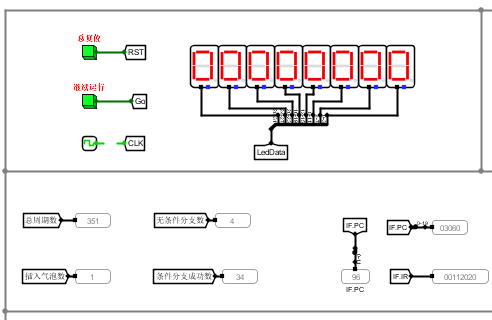 总复位
RST
继续运行
Go
CLK
LedData
总周期数 351
无条件分支数 4
IF.PC
IF.PC 03060
插入气泡数 1
条件分支成功数 34
96
IF.IR 00112020
IF.PC